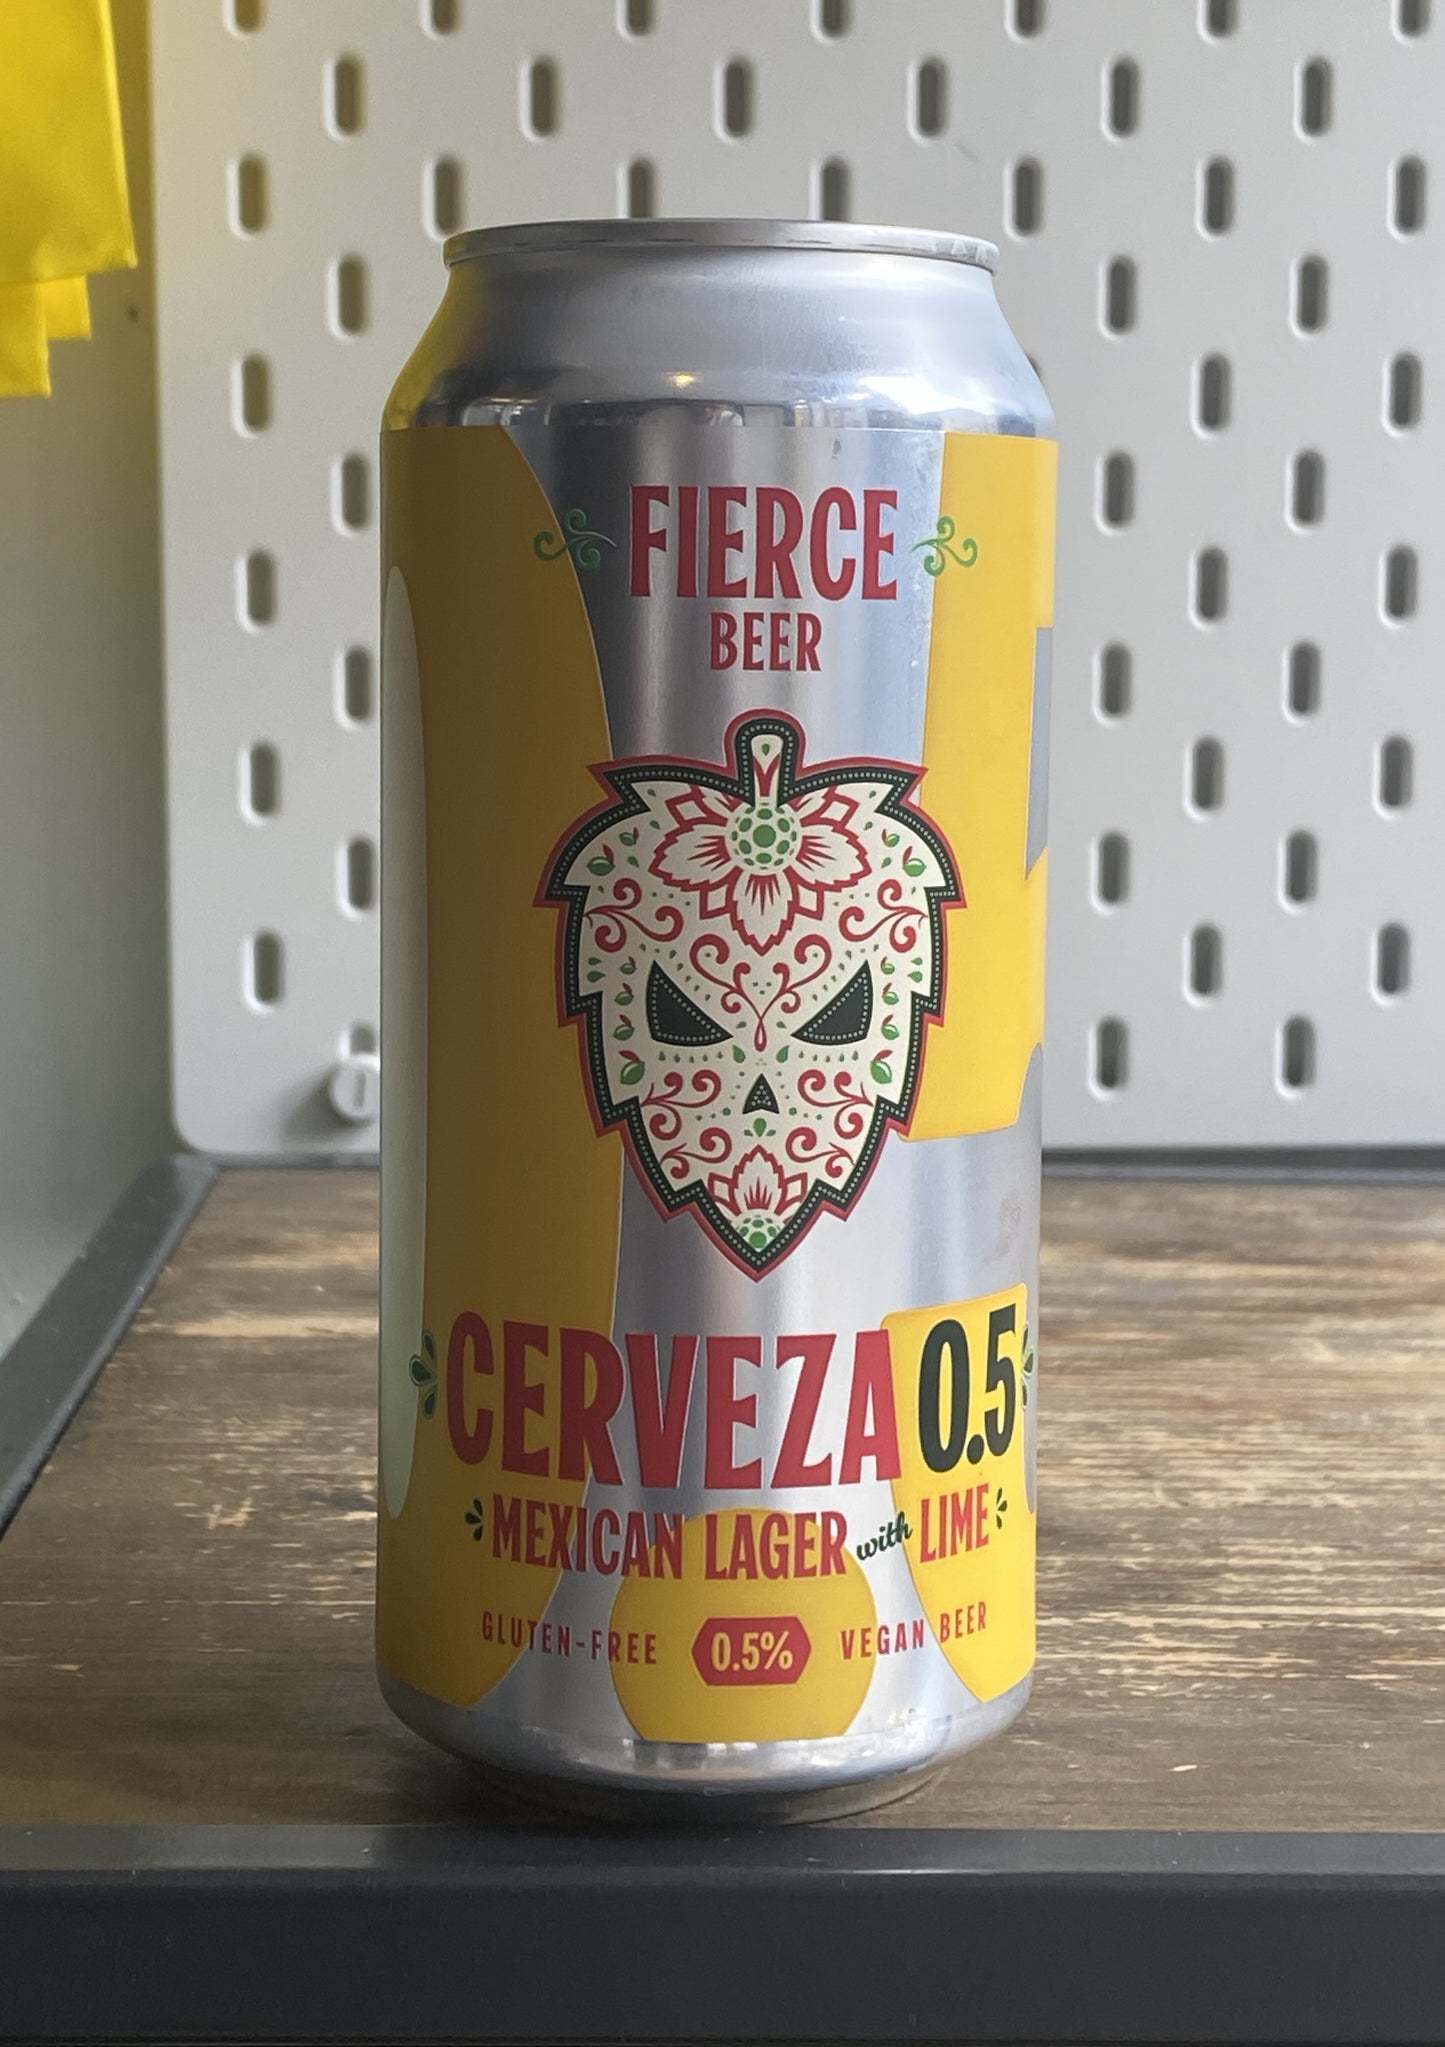 FIERCE
BEER
CERVEZA 0.5
MEXICAN LAGER with LIME
GLUTEN-FREE 0.5% VEGAN BEER